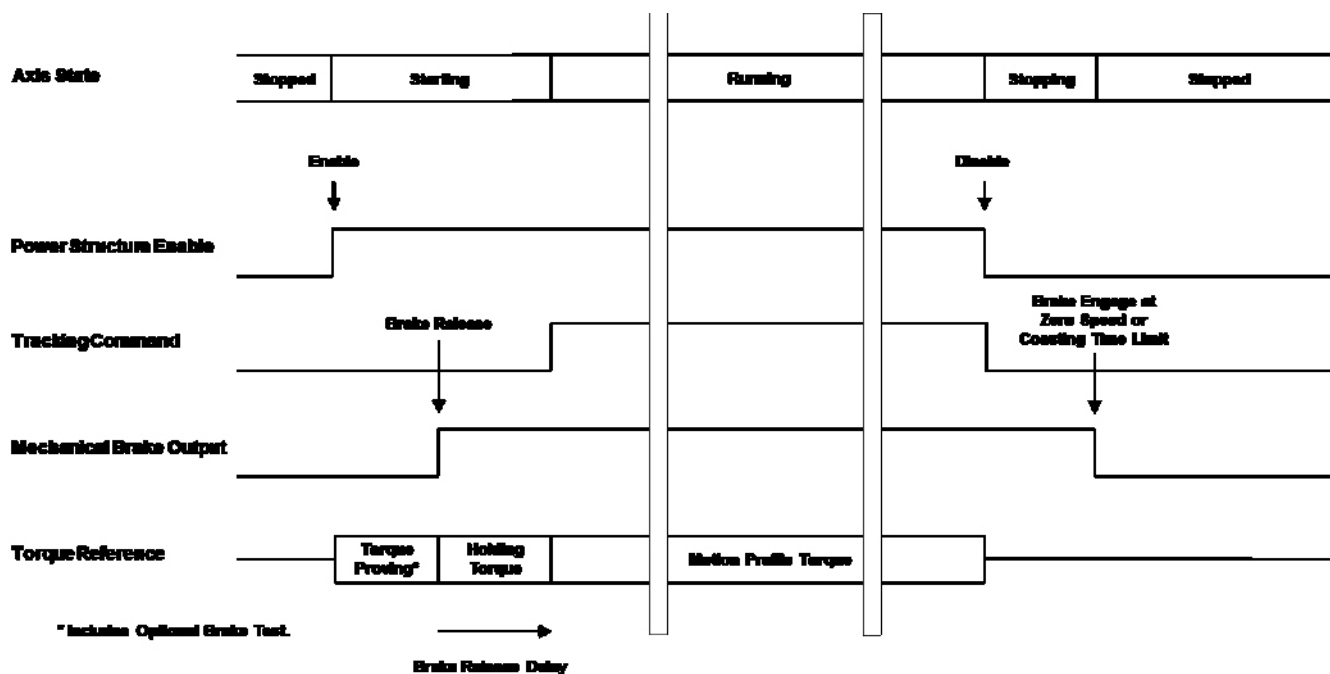 Axis State
Stopped
Starting
Running
Stopping
Stopped
Enable
Disable
Power Structure Enable
Brake Release
Brake Engage at
Zero Speed or
Coasting Time Limit
Tracking Command
Mechanical Brake Output
Torque Reference
Torque
Proving*
Holding
Torque
Motion Profile Torque
* Includes Optional Brake Test.
Brake Release Delay